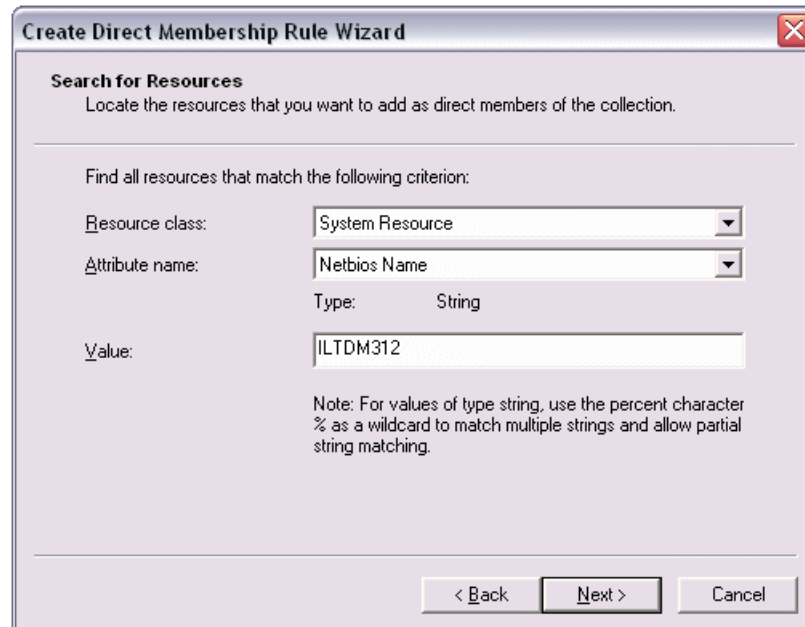 Create Direct Membership Rule Wizard
Search for Resources
Locate the resources that you want to add as direct members of the collection.
Find all resources that match the following criterion:
Resource class: System Resource
Attribute name: Netbios Name
Type: String
Value: ILTDM312
Note: For values of type string, use the percent character
% as a wildcard to match multiple strings and allow partial
string matching.
< Back Next > Cancel